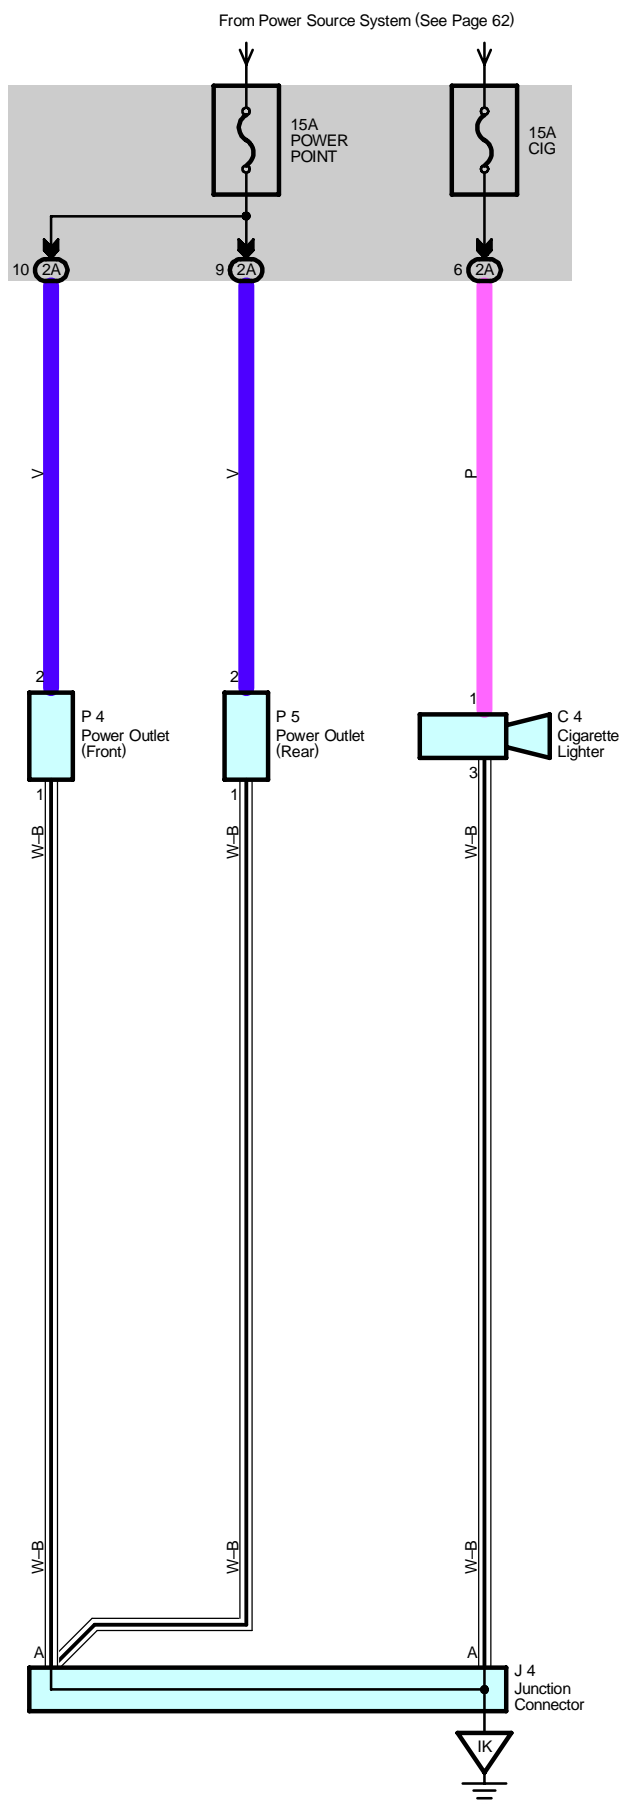 From Power Source System (See Page 62)
15A
POWER
POINT
15A
CIG
10
2A
9
2A
6
2A
V
V
P
2
2
1
P 4
Power Outlet
(Front)
P 5
Power Outlet
(Rear)
C 4
Cigarette
Lighter
3
1
1
W–B
W–B
W–B
W–B
W–B
W–B
A
A
J 4
Junction
Connector
IK